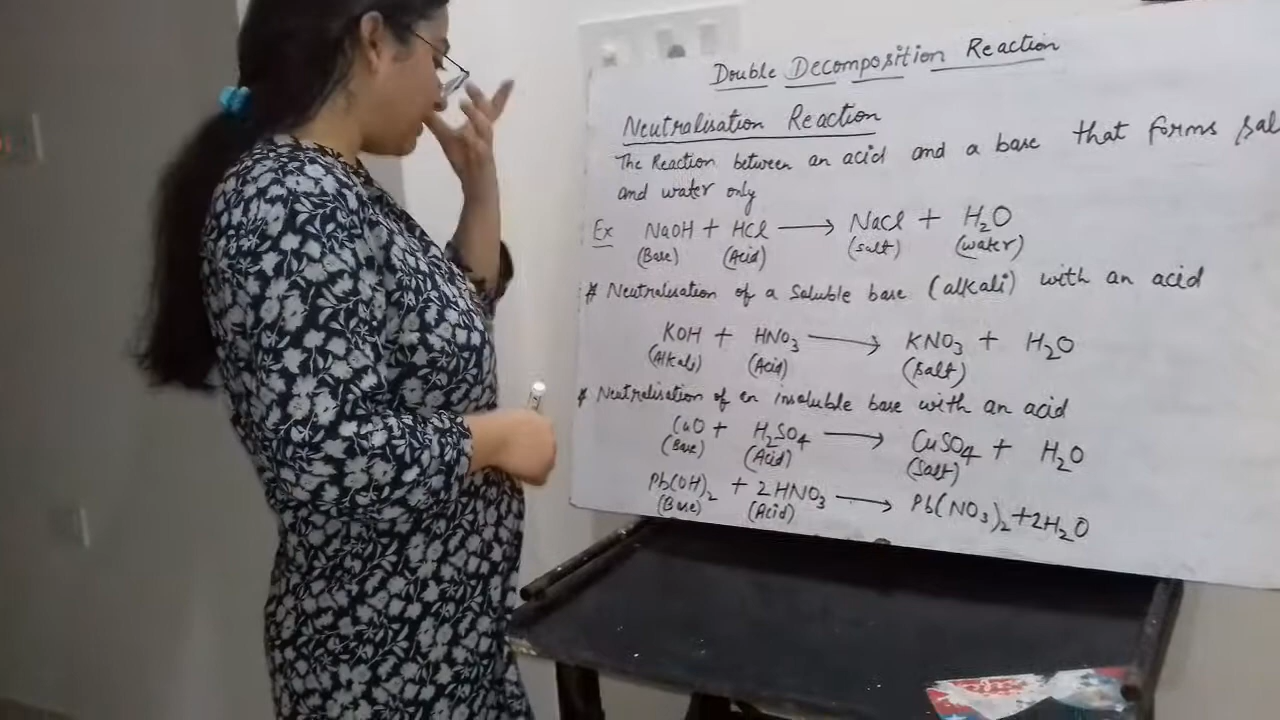 Double Decomposition Reaction
Neutralisation Reaction
The Reaction between an acid and a base that forms sal
and water only
Ex NaOH + HCl ⟶ NaCl + H₂O
(Base) (Acid) (salt) (water)
# Neutralisation of a soluble base (alkali) with an acid
KOH + HNO₃ ⟶ KNO₃ + H₂O
(Alkali) (Acid) (salt)
# Neutralisation of an insoluble base with an acid
CuO + H₂SO₄ ⟶ CuSO₄ + H₂O
(Base) (Acid) (Salt)
Pb(OH)₂ + 2HNO₃ ⟶ Pb(NO₃)₂ + 2H₂O
(Base) (Acid)